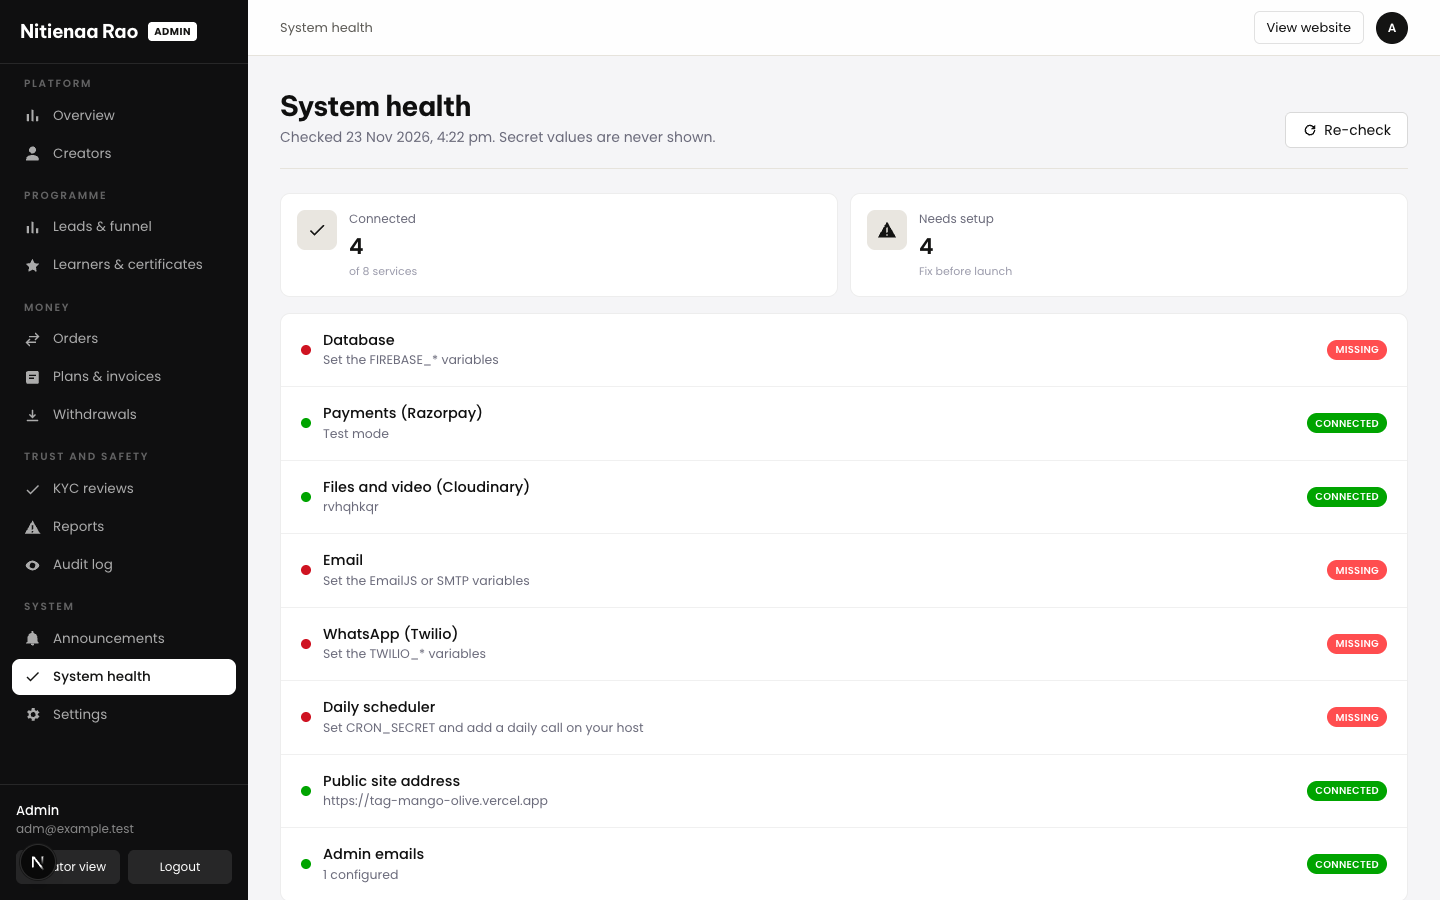 Nitienaa Rao ADMIN
PLATFORM
Overview
Creators
PROGRAMME
Leads & funnel
Learners & certificates
MONEY
Orders
Plans & invoices
Withdrawals
TRUST AND SAFETY
KYC reviews
Reports
Audit log
SYSTEM
Announcements
System health
Settings
Admin
adm@example.test
N
utor view
Logout
System health
View website
A
System health
Checked 23 Nov 2026, 4:22 pm. Secret values are never shown.
Re-check
Connected
4
of 8 services
Needs setup
4
Fix before launch
Database
Set the FIREBASE_* variables
MISSING
Payments (Razorpay)
Test mode
CONNECTED
Files and video (Cloudinary)
rvhqhkqr
CONNECTED
Email
Set the EmailJS or SMTP variables
MISSING
WhatsApp (Twilio)
Set the TWILIO_* variables
MISSING
Daily scheduler
Set CRON_SECRET and add a daily call on your host
MISSING
Public site address
https://tag-mango-olive.vercel.app
CONNECTED
Admin emails
1 configured
CONNECTED